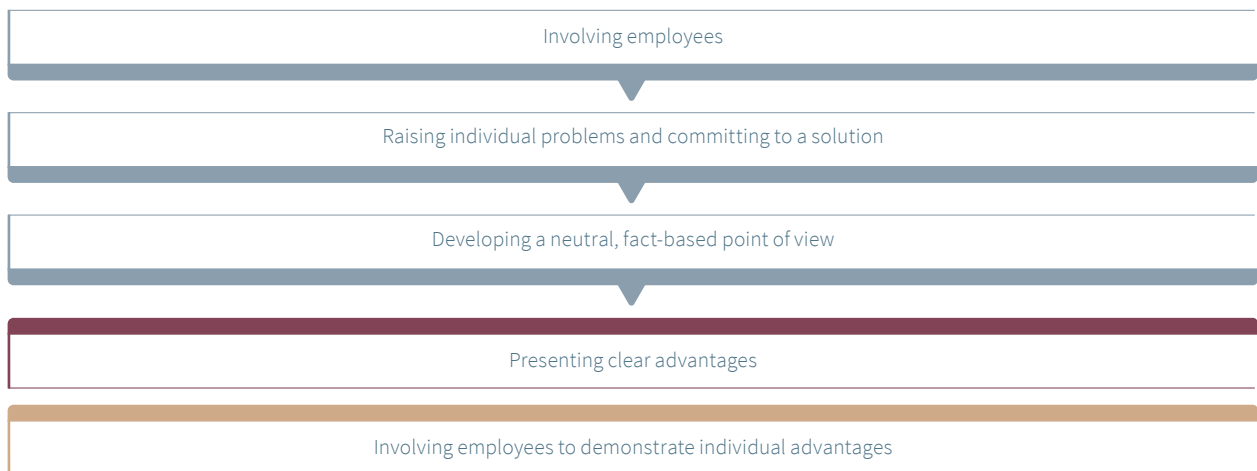 Involving employees
Raising individual problems and committing to a solution
Developing a neutral, fact-based point of view
Presenting clear advantages
Involving employees to demonstrate individual advantages